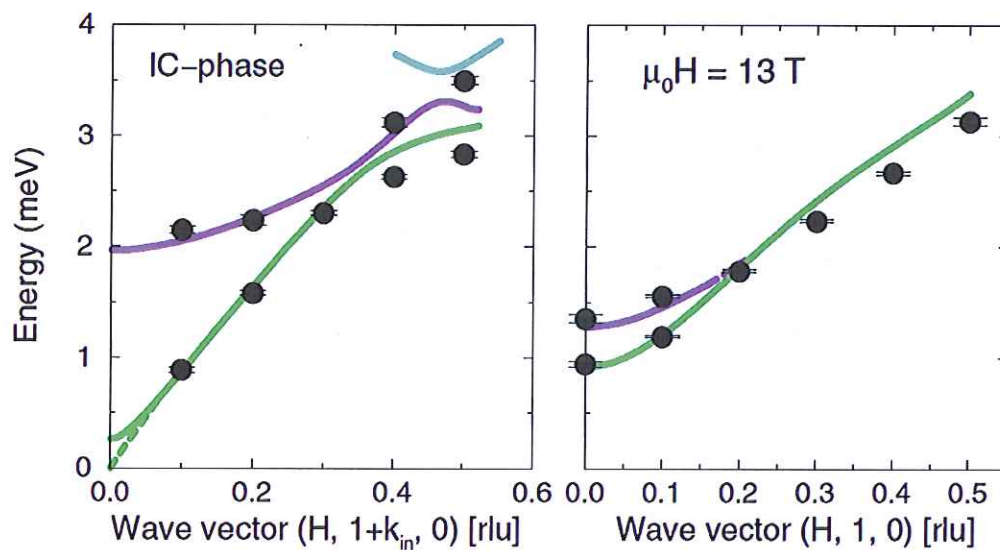 4
3
2
1
0
Energy (meV)
IC-phase
0.0 0.2 0.4 0.6
Wave vector (H, 1+k_in, 0) [rlu]
μ₀H = 13 T
0.0 0.1 0.2 0.3 0.4 0.5
Wave vector (H, 1, 0) [rlu]